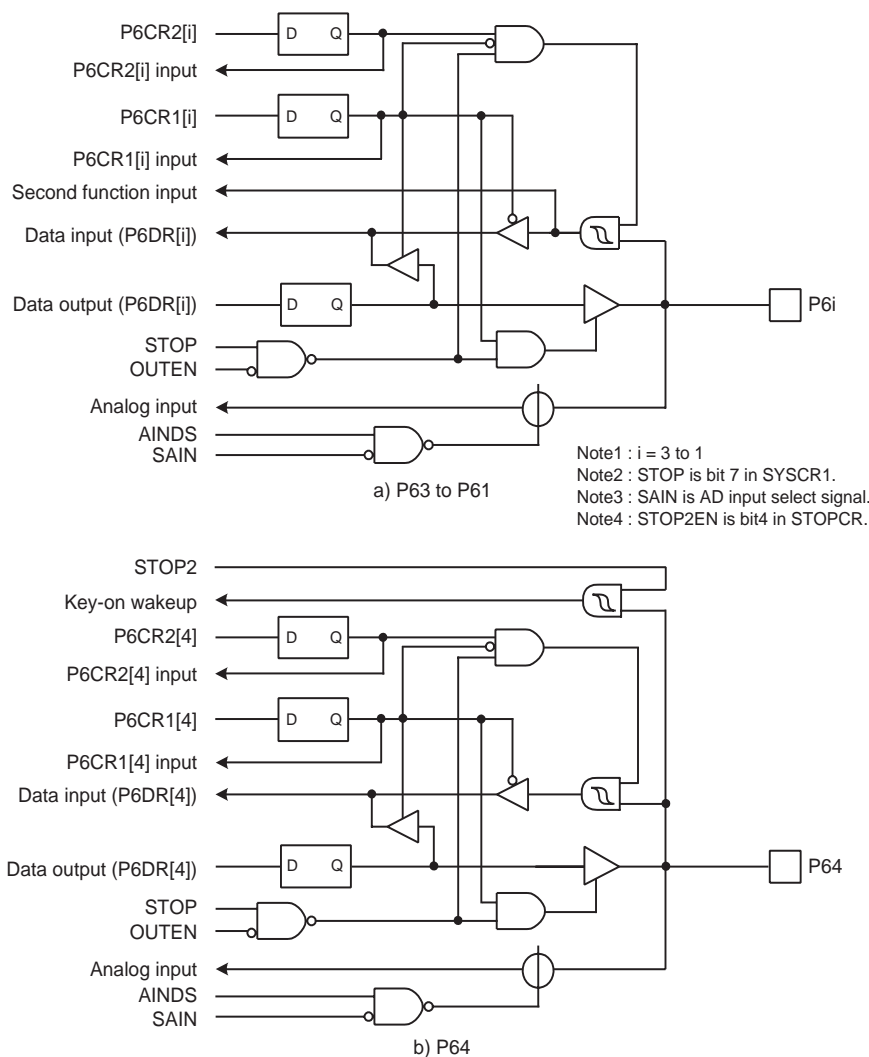 P6CR2[i]
D Q
P6CR2[i] input
P6CR1[i]
D Q
P6CR1[i] input
Second function input
Data input (P6DR[i])
Data output (P6DR[i])
D Q
P6i
STOP
OUTEN
Analog input
AINDS
SAIN
a) P63 to P61
Note1 : i = 3 to 1
Note2 : STOP is bit 7 in SYSCR1.
Note3 : SAIN is AD input select signal.
Note4 : STOP2EN is bit4 in STOPCR.
STOP2
Key-on wakeup
P6CR2[4]
D Q
P6CR2[4] input
P6CR1[4]
D Q
P6CR1[4] input
Data input (P6DR[4])
Data output (P6DR[4])
D Q
P64
STOP
OUTEN
Analog input
AINDS
SAIN
b) P64